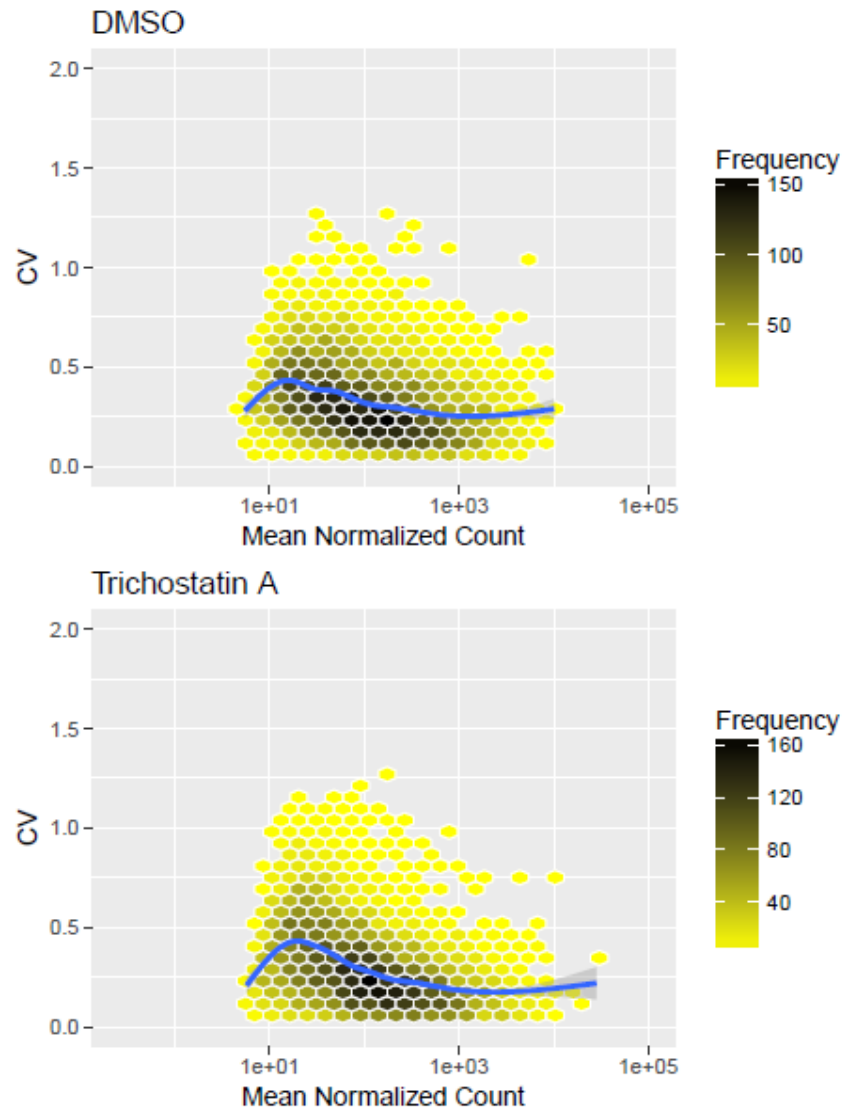 DMSO
2.0
1.5
1.0
0.5
0.0
CV
1e+01 1e+03 1e+05
Mean Normalized Count
Frequency
150
100
50
Trichostatin A
2.0
1.5
1.0
0.5
0.0
CV
1e+01 1e+03 1e+05
Mean Normalized Count
Frequency
160
120
80
40